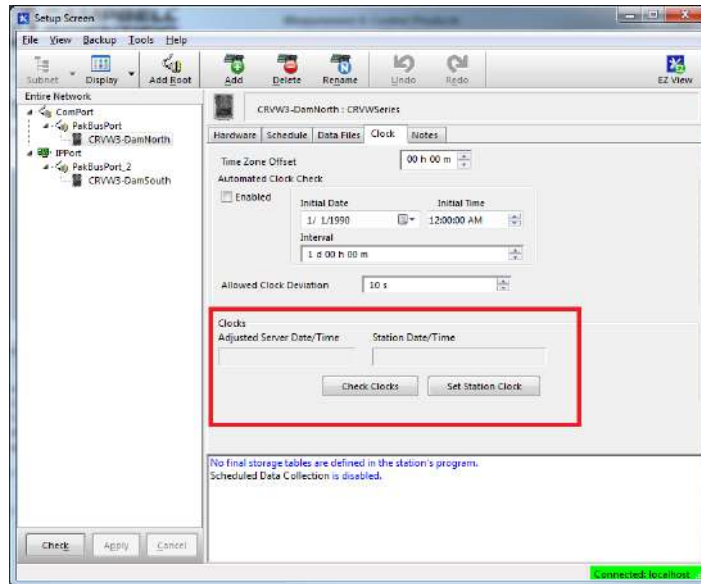 Setup Screen
File View Backup Tools Help
Subnet Display Add Root Add Delete Rename Undo Redo EZ View
Entire Network
ComPort
PakBusPort
CRVW3-DamNorth
IPPort
PakBusPort_2
CRVW3-DamSouth
CRVW3-DamNorth : CRVWSeries
Hardware Schedule Data Files Clock Notes
Time Zone Offset 00 h 00 m
Automated Clock Check
Enabled
Initial Date Initial Time
1/ 1/1990 12:00:00 AM
Interval
1 d 00 h 00 m
Allowed Clock Deviation 10 s
Clocks
Adjusted Server Date/Time Station Date/Time
Check Clocks Set Station Clock
No final storage tables are defined in the station's program.
Scheduled Data Collection is disabled.
Check Apply Cancel
Connected: localhost